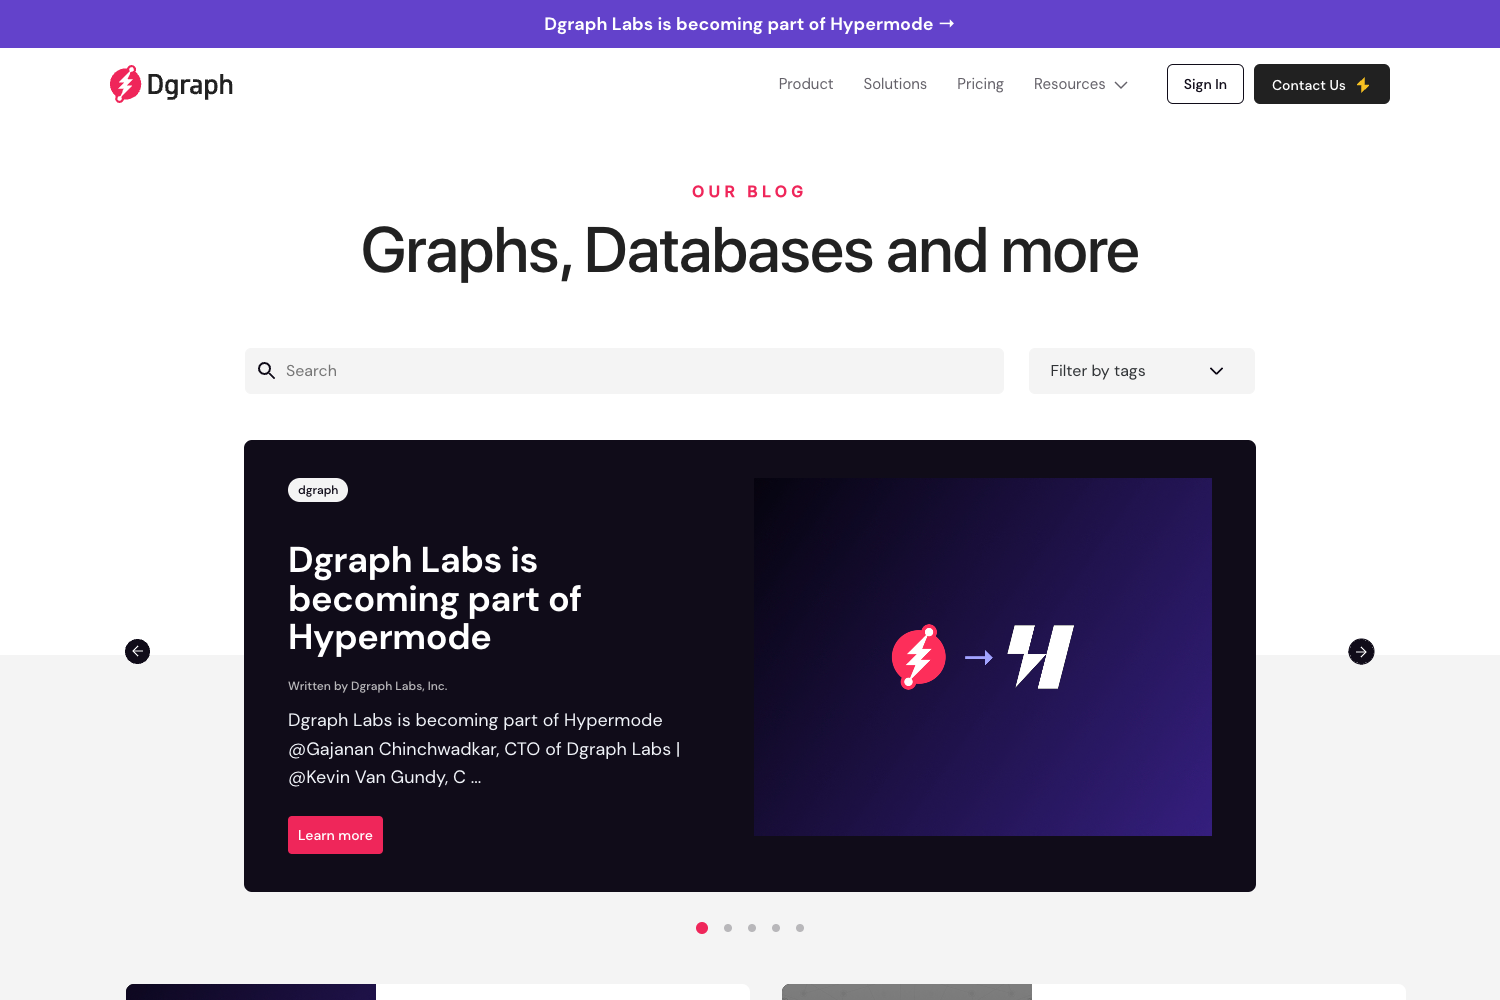 Dgraph Labs is becoming part of Hypermode →
Dgraph
Product
Solutions
Pricing
Resources
Sign In
Contact Us
OUR BLOG
Graphs, Databases and more
Search
Filter by tags
dgraph
Dgraph Labs is
becoming part of
Hypermode
Written by Dgraph Labs, Inc.
Dgraph Labs is becoming part of Hypermode
@Gajanan Chinchwadkar, CTO of Dgraph Labs |
@Kevin Van Gundy, C ...
Learn more